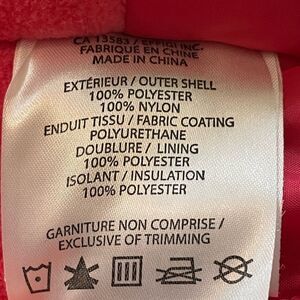 CA 13583 / EFFIGI INC.
FABRIQUÉ EN CHINE
MADE IN CHINA
EXTÉRIEUR / OUTER SHELL
100% POLYESTER
100% NYLON
ENDUIT TISSU / FABRIC COATING
POLYURETHANE
DOUBLURE / LINING
100% POLYESTER
ISOLANT / INSULATION
100% POLYESTER
GARNITURE NON COMPRISE /
EXCLUSIVE OF TRIMMING